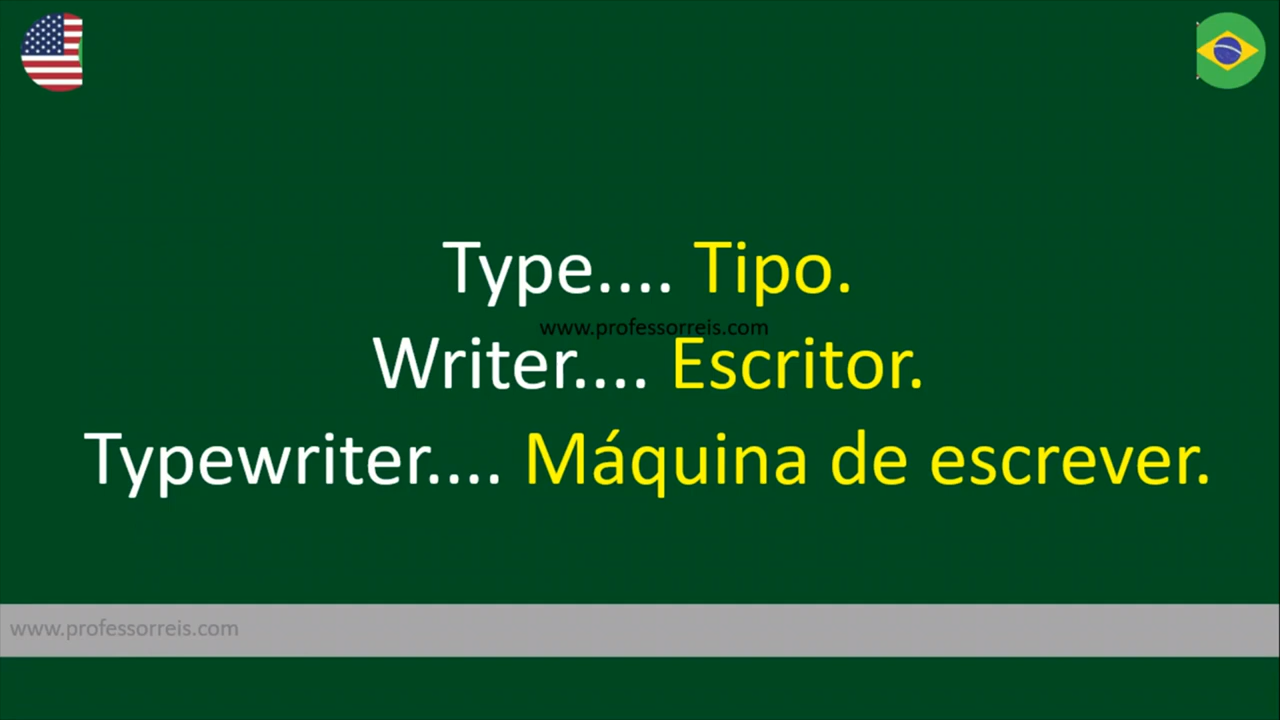 Type.... Tipo.
www.professorreis.com
Writer.... Escritor.
Typewriter.... Máquina de escrever.
www.professorreis.com